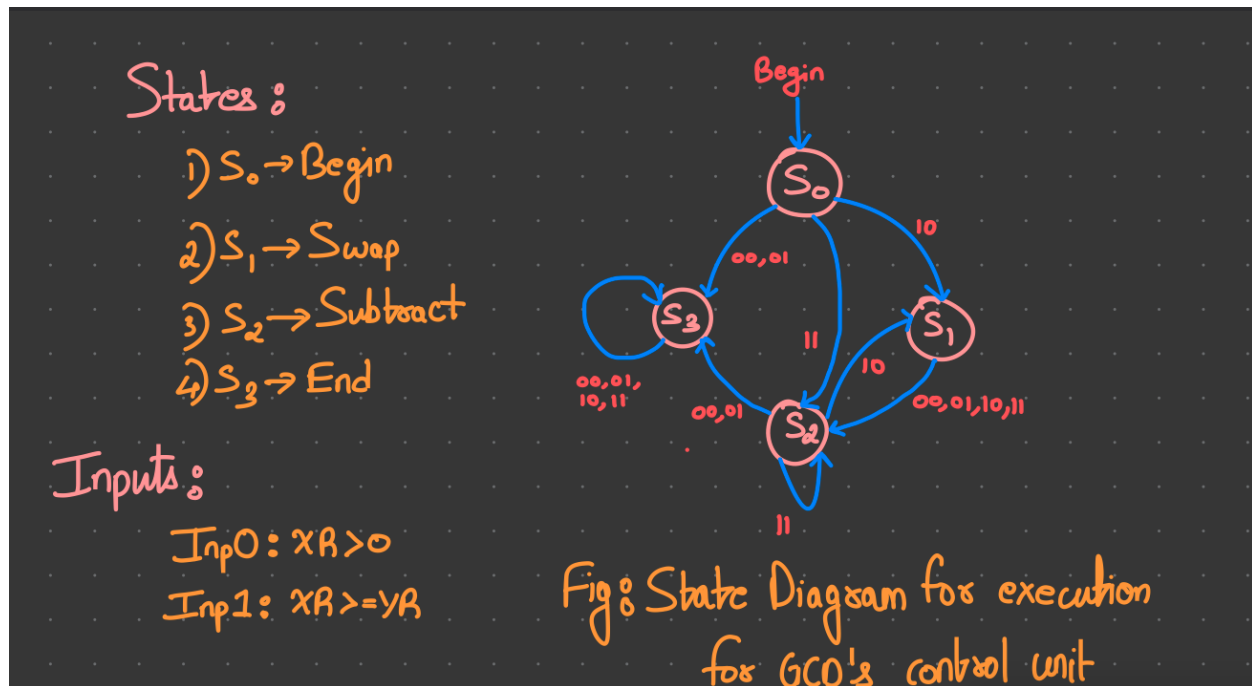 States:
1) S₀ → Begin
2) S₁ → Swap
3) S₂ → Subtract
4) S₃ → End
Inputs:
Inp0: XR>0
Inp1: XR>=YR
Begin
S₀
10
00,01
S₃
S₁
11
10
00,01,
10,11
00,01
00,01,10,11
S₂
11
Fig: State Diagram for execution
for GCD's control unit